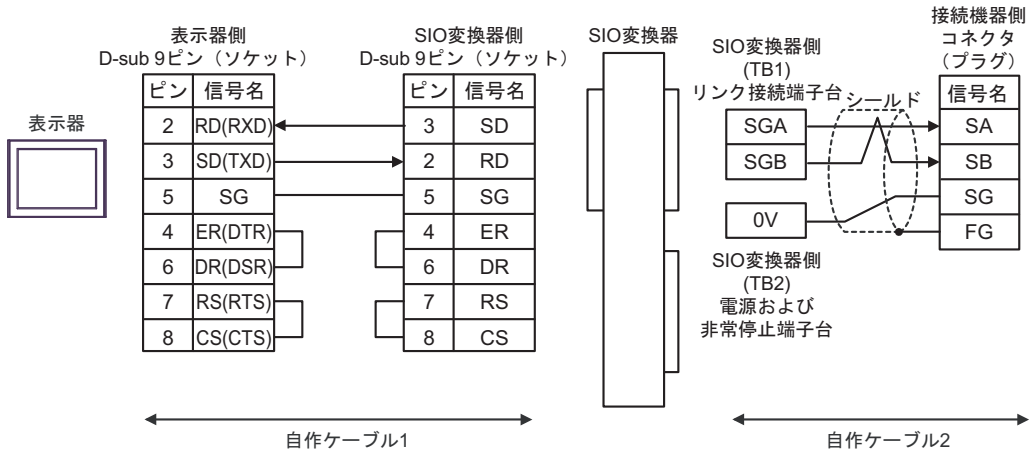 表示器
表示器側
D-sub 9ピン（ソケット）
ピン 信号名
2 RD(RXD)
3 SD(TXD)
5 SG
4 ER(DTR)
6 DR(DSR)
7 RS(RTS)
8 CS(CTS)
SIO変換器側
D-sub 9ピン（ソケット）
ピン 信号名
3 SD
2 RD
5 SG
4 ER
6 DR
7 RS
8 CS
SIO変換器
SIO変換器側
(TB1)
リンク接続端子台
SGA
SGB
0V
SIO変換器側
(TB2)
電源および
非常停止端子台
シールド
接続機器側
コネクタ
（プラグ）
信号名
SA
SB
SG
FG
自作ケーブル1
自作ケーブル2